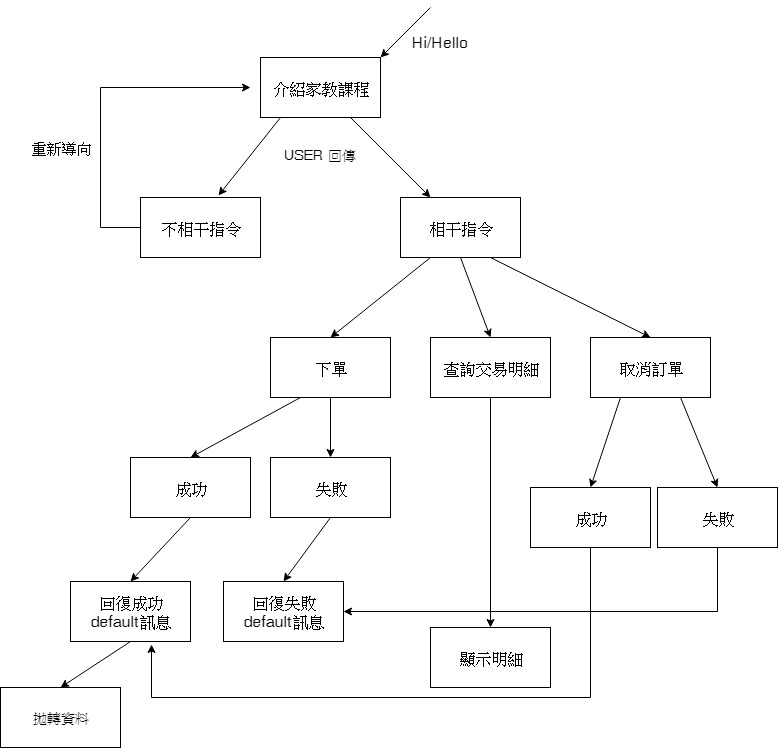 Hi/Hello
介紹家教課程
重新導向
USER 回傳
不相干指令
相干指令
下單
查詢交易明細
取消訂單
成功
失敗
成功
失敗
回復成功
default訊息
回復失敗
default訊息
顯示明細
拋轉資料